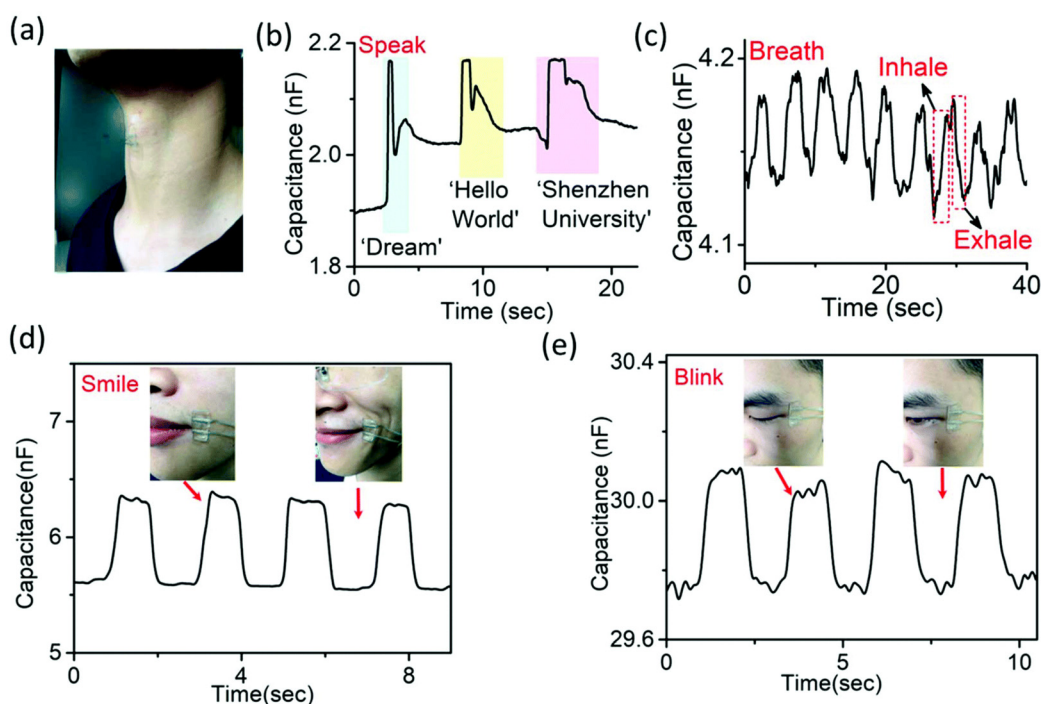 (a)
(b)
2.2
Speak
2.0
1.8
Capacitance (nF)
'Dream'
'Hello
World'
'Shenzhen
University'
0
10
20
Time (sec)
(c)
4.2
4.1
Capacitance (nF)
Breath
Inhale
Exhale
0
20
40
Time (sec)
(d)
Smile
7
6
5
Capacitance(nF)
0
4
8
Time(sec)
(e)
30.4
30.0
29.6
Capacitance (nF)
Blink
0
5
10
Time(sec)